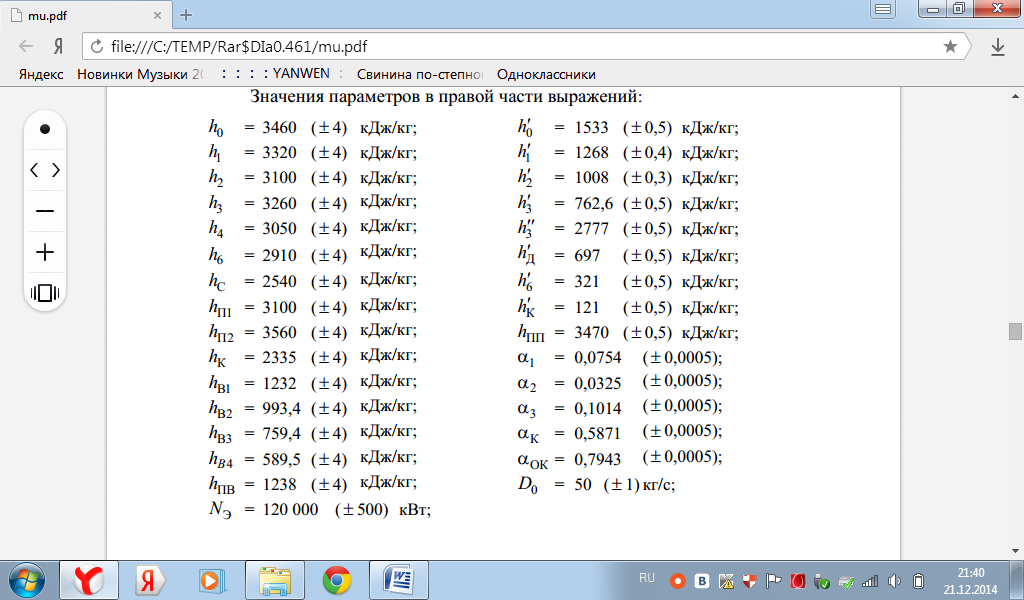 mu.pdf
file:///C:/TEMP/Rar$DIa0.461/mu.pdf
Яндекс Новинки Музыки 20 : : : : YANWEN : Свинина по-степно Одноклассники
Значения параметров в правой части выражений:
h₀ = 3460 (±4) кДж/кг; h′₀ = 1533 (±0,5) кДж/кг;
h₁ = 3320 (±4) кДж/кг; h′₁ = 1268 (±0,4) кДж/кг;
h₂ = 3100 (±4) кДж/кг; h′₂ = 1008 (±0,3) кДж/кг;
h₃ = 3260 (±4) кДж/кг; h′₃ = 762,6 (±0,5) кДж/кг;
h₄ = 3050 (±4) кДж/кг; h″₃ = 2777 (±0,5) кДж/кг;
h₆ = 2910 (±4) кДж/кг; h′Д = 697 (±0,5) кДж/кг;
hС = 2540 (±4) кДж/кг; h′₆ = 321 (±0,5) кДж/кг;
hП1 = 3100 (±4) кДж/кг; h′К = 121 (±0,5) кДж/кг;
hП2 = 3560 (±4) кДж/кг; hПП = 3470 (±0,5) кДж/кг;
hК = 2335 (±4) кДж/кг; α₁ = 0,0754 (±0,0005);
hВ1 = 1232 (±4) кДж/кг; α₂ = 0,0325 (±0,0005);
hВ2 = 993,4 (±4) кДж/кг; α₃ = 0,1014 (±0,0005);
hВ3 = 759,4 (±4) кДж/кг; αК = 0,5871 (±0,0005);
hВ4 = 589,5 (±4) кДж/кг; αОК = 0,7943 (±0,0005);
hПВ = 1238 (±4) кДж/кг; D₀ = 50 (±1) кг/с;
NЭ = 120 000 (±500) кВт;
RU
21:40
21.12.2014